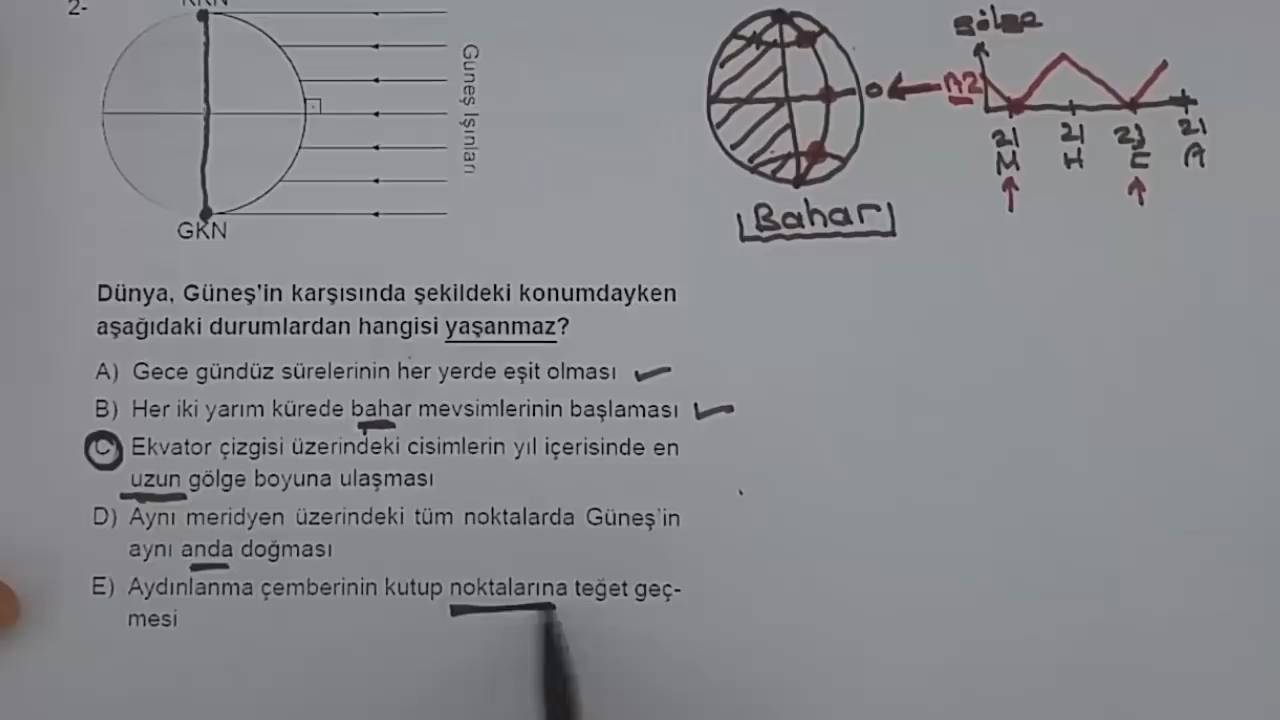 2-
KKN
Güneş Işınları
GKN
gölge
A2
0
21 M
21 H
23 E
21 A
Bahar
Dünya, Güneş'in karşısında şekildeki konumdayken
aşağıdaki durumlardan hangisi yaşanmaz?
A) Gece gündüz sürelerinin her yerde eşit olması
B) Her iki yarım kürede bahar mevsimlerinin başlaması
C) Ekvator çizgisi üzerindeki cisimlerin yıl içerisinde en
uzun gölge boyuna ulaşması
D) Aynı meridyen üzerindeki tüm noktalarda Güneş'in
aynı anda doğması
E) Aydınlanma çemberinin kutup noktalarına teğet geç-
mesi